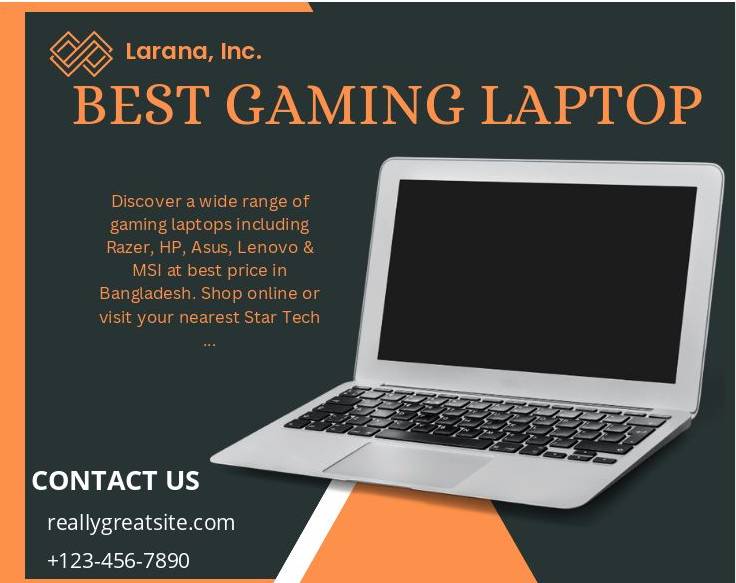 Larana, Inc.
BEST GAMING LAPTOP
Discover a wide range of
gaming laptops including
Razer, HP, Asus, Lenovo &
MSI at best price in
Bangladesh. Shop online or
visit your nearest Star Tech
...
CONTACT US
reallygreatsite.com
+123-456-7890